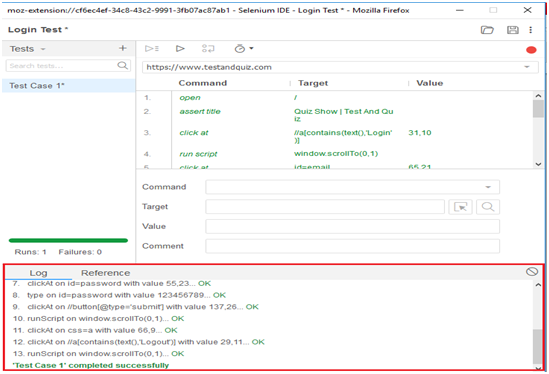 moz-extension://cf6ec4ef-34c8-43c2-9991-3fb07ac87ab1 - Selenium IDE - Login Test * - Mozilla Firefox
Login Test *
Tests
Search tests...
Test Case 1*
Runs: 1 Failures: 0
https://www.testandquiz.com
Command Target Value
1. open /
2. assert title Quiz Show | Test And Qu
iz
3. click at //a[contains(text(),'Login' 31,10
)]
4. run script window.scrollTo(0,1)
5. click at id=email 65,21
Command
Target
Value
Comment
Log Reference
7. clickAt on id=password with value 55,23... OK
8. type on id=password with value 123456789... OK
9. clickAt on //button[@type='submit'] with value 137,26... OK
10. runScript on window.scrollTo(0,1)... OK
11. clickAt on css=a with value 66,9... OK
12. clickAt on //a[contains(text(),'Logout')] with value 29,11... OK
13. runScript on window.scrollTo(0,1)... OK
'Test Case 1' completed successfully